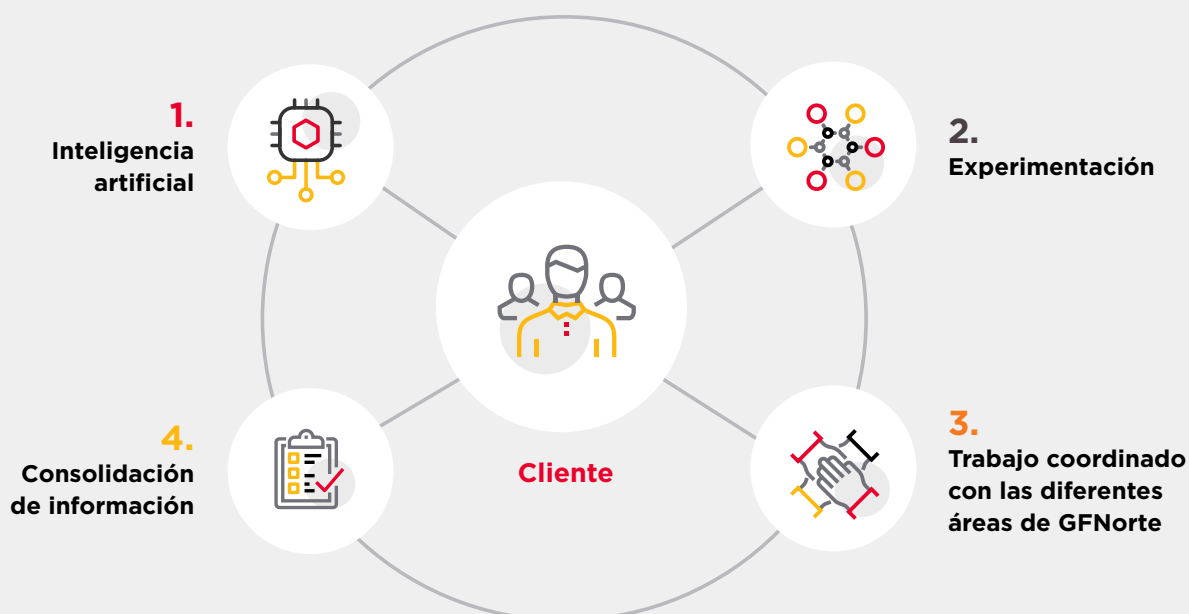 1.
Inteligencia
artificial
2.
Experimentación
Cliente
3.
Trabajo coordinado
con las diferentes
áreas de GFNorte
4.
Consolidación
de información